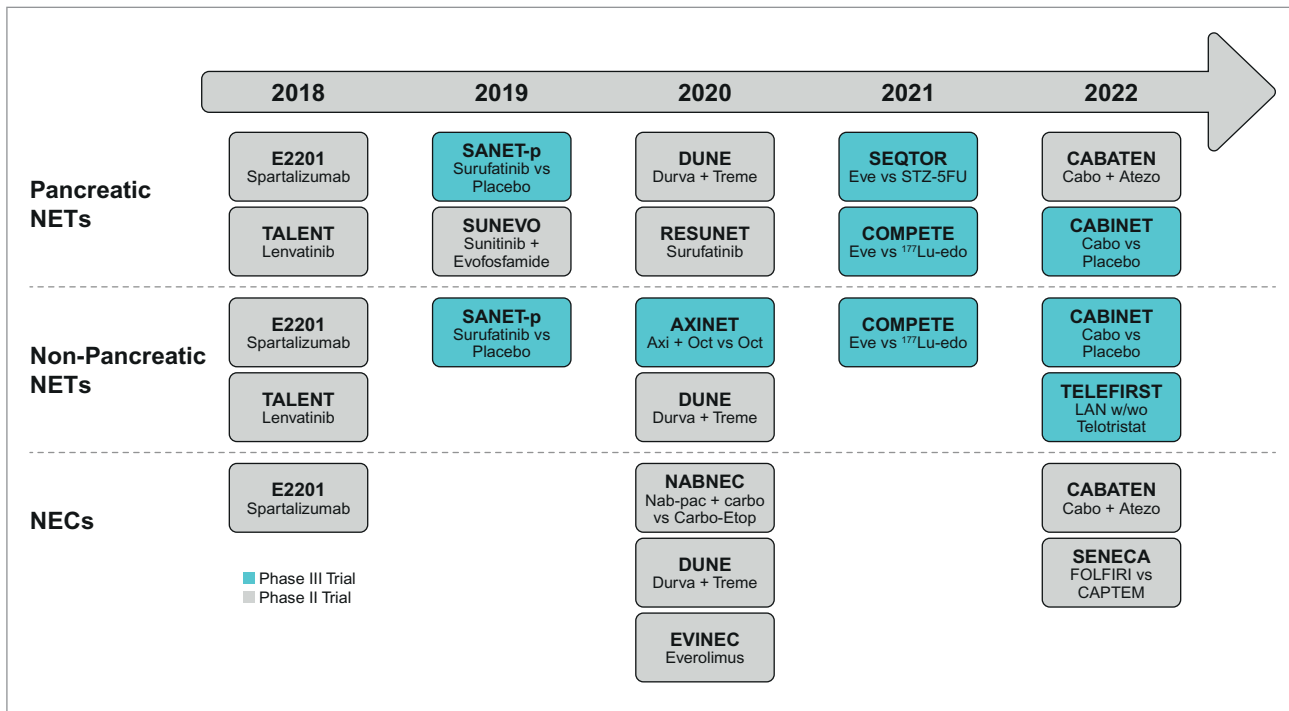 2018 2019 2020 2021 2022
Pancreatic
NETs
E2201
Spartalizumab
SANET-p
Surufatinib vs
Placebo
DUNE
Durva + Treme
SEQTOR
Eve vs STZ-5FU
CABATEN
Cabo + Atezo
TALENT
Lenvatinib
SUNEVO
Sunitinib +
Evofosfamide
RESUNET
Surufatinib
COMPETE
Eve vs ¹⁷⁷Lu-edo
CABINET
Cabo vs
Placebo
Non-Pancreatic
NETs
E2201
Spartalizumab
SANET-p
Surufatinib vs
Placebo
AXINET
Axi + Oct vs Oct
COMPETE
Eve vs ¹⁷⁷Lu-edo
CABINET
Cabo vs
Placebo
TALENT
Lenvatinib
DUNE
Durva + Treme
TELEFIRST
LAN w/wo
Telotristat
NECs
E2201
Spartalizumab
NABNEC
Nab-pac + carbo
vs Carbo-Etop
CABATEN
Cabo + Atezo
DUNE
Durva + Treme
SENECA
FOLFIRI vs
CAPTEM
EVINEC
Everolimus
Phase III Trial
Phase II Trial